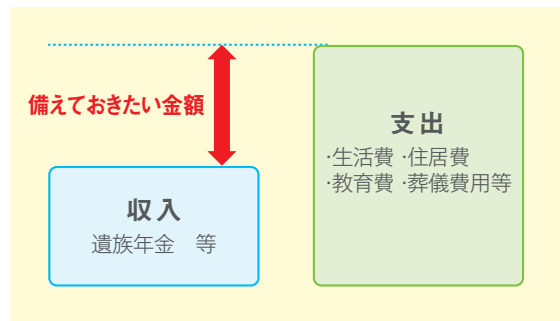 備えておきたい金額
収入
遺族年金　等
支出
·生活費 ·住居費
·教育費 ·葬儀費用等